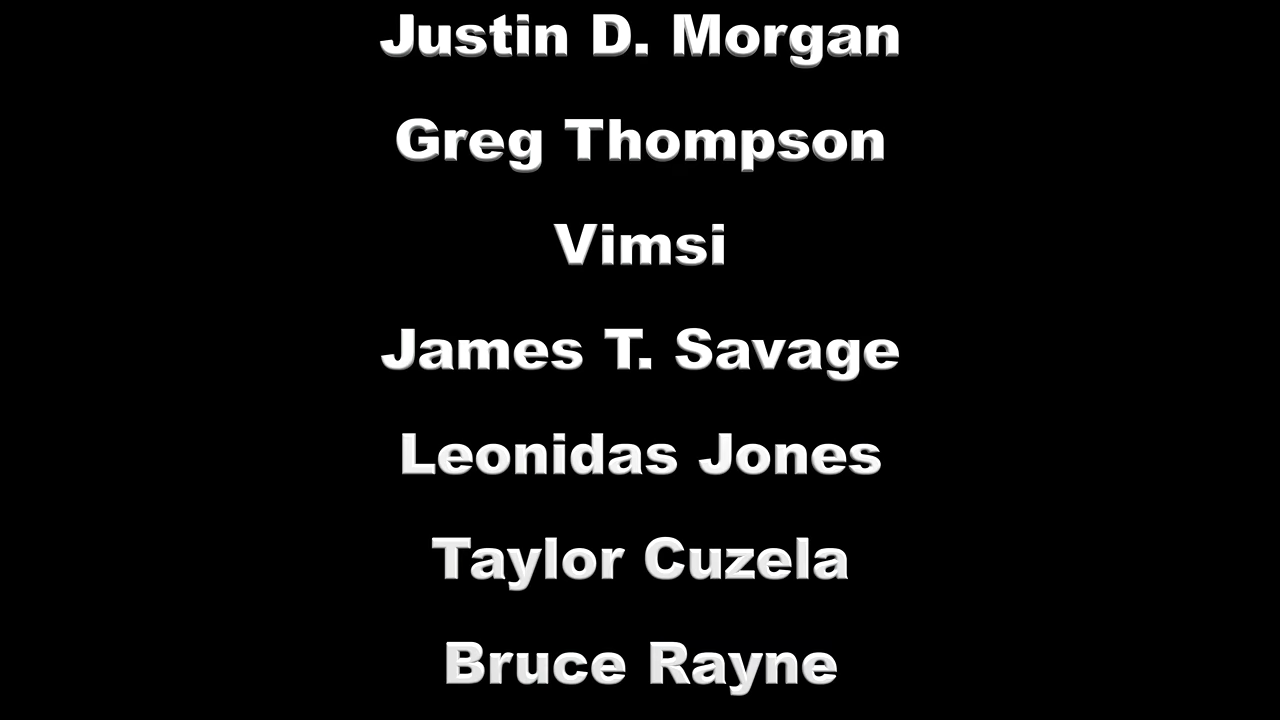 Justin D. Morgan
Greg Thompson
Vimsi
James T. Savage
Leonidas Jones
Taylor Cuzela
Bruce Rayne